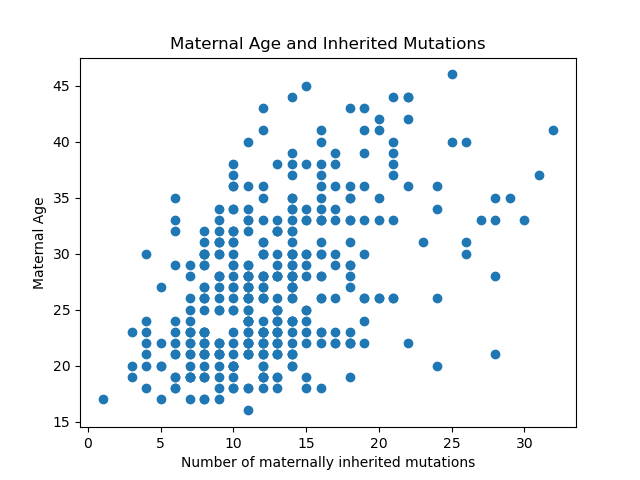 Maternal Age and Inherited Mutations
45
40
35
30
25
20
15
Maternal Age
0 5 10 15 20 25 30
Number of maternally inherited mutations